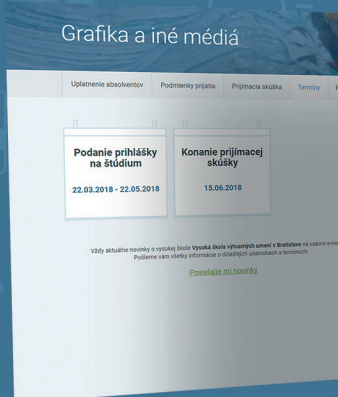 Grafika a iné médiá
Uplatnenie absolventov Podmienky prijatia Prijímacia skúška Termíny
Podanie prihlášky
na štúdium
22.03.2018 - 22.05.2018
Konanie prijímacej
skúšky
15.06.2018
Vždy aktuálne novinky o vysokej škole Vysoká škola výtvarných umení v Bratislave na vašom
Pošleme vám všetky informácie o dôležitých udalostiach a termínoch.
Posielajte mi novinky